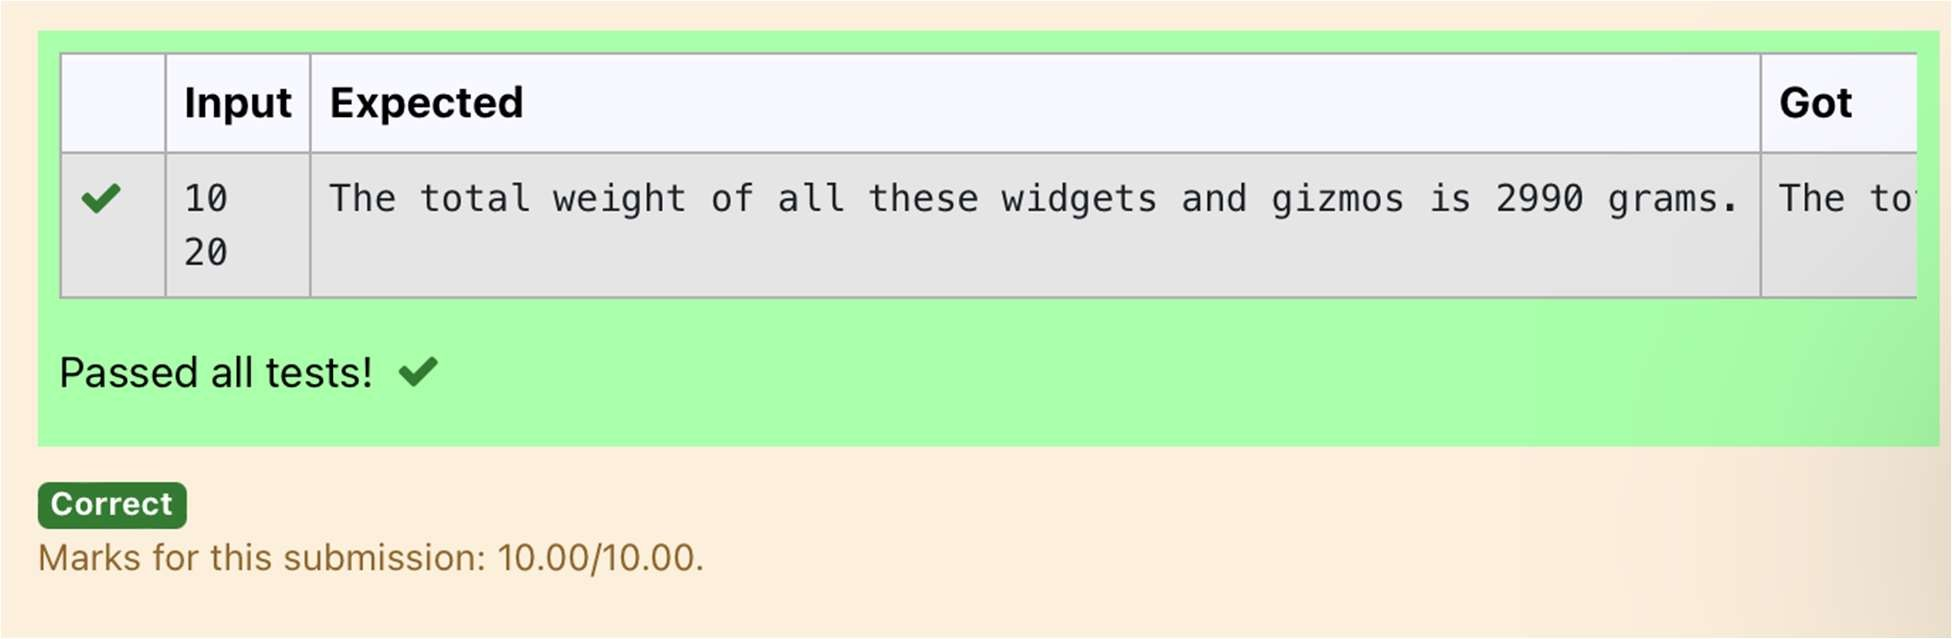 Input Expected Got
10 The total weight of all these widgets and gizmos is 2990 grams. The
20
Passed all tests!
Correct
Marks for this submission: 10.00/10.00.